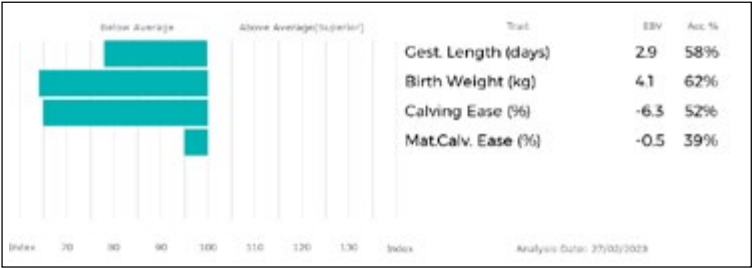 Below Average Above Average(Superior) Trait EBV Acc %
Gest. Length (days) 2.9 58%
Birth Weight (kg) 4.1 62%
Calving Ease (%) -6.3 52%
Mat.Calv. Ease (%) -0.5 39%
Index 70 80 90 100 110 120 130 Index Analysis Date: 27/02/2023